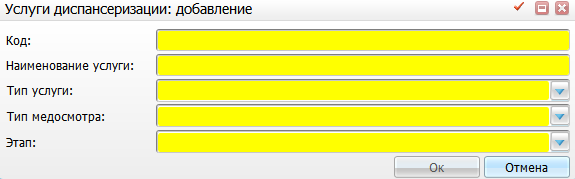 Услуги диспансеризации: добавление
Код:
Наименование услуги:
Тип услуги:
Тип медосмотра:
Этап:
Ок Отмена